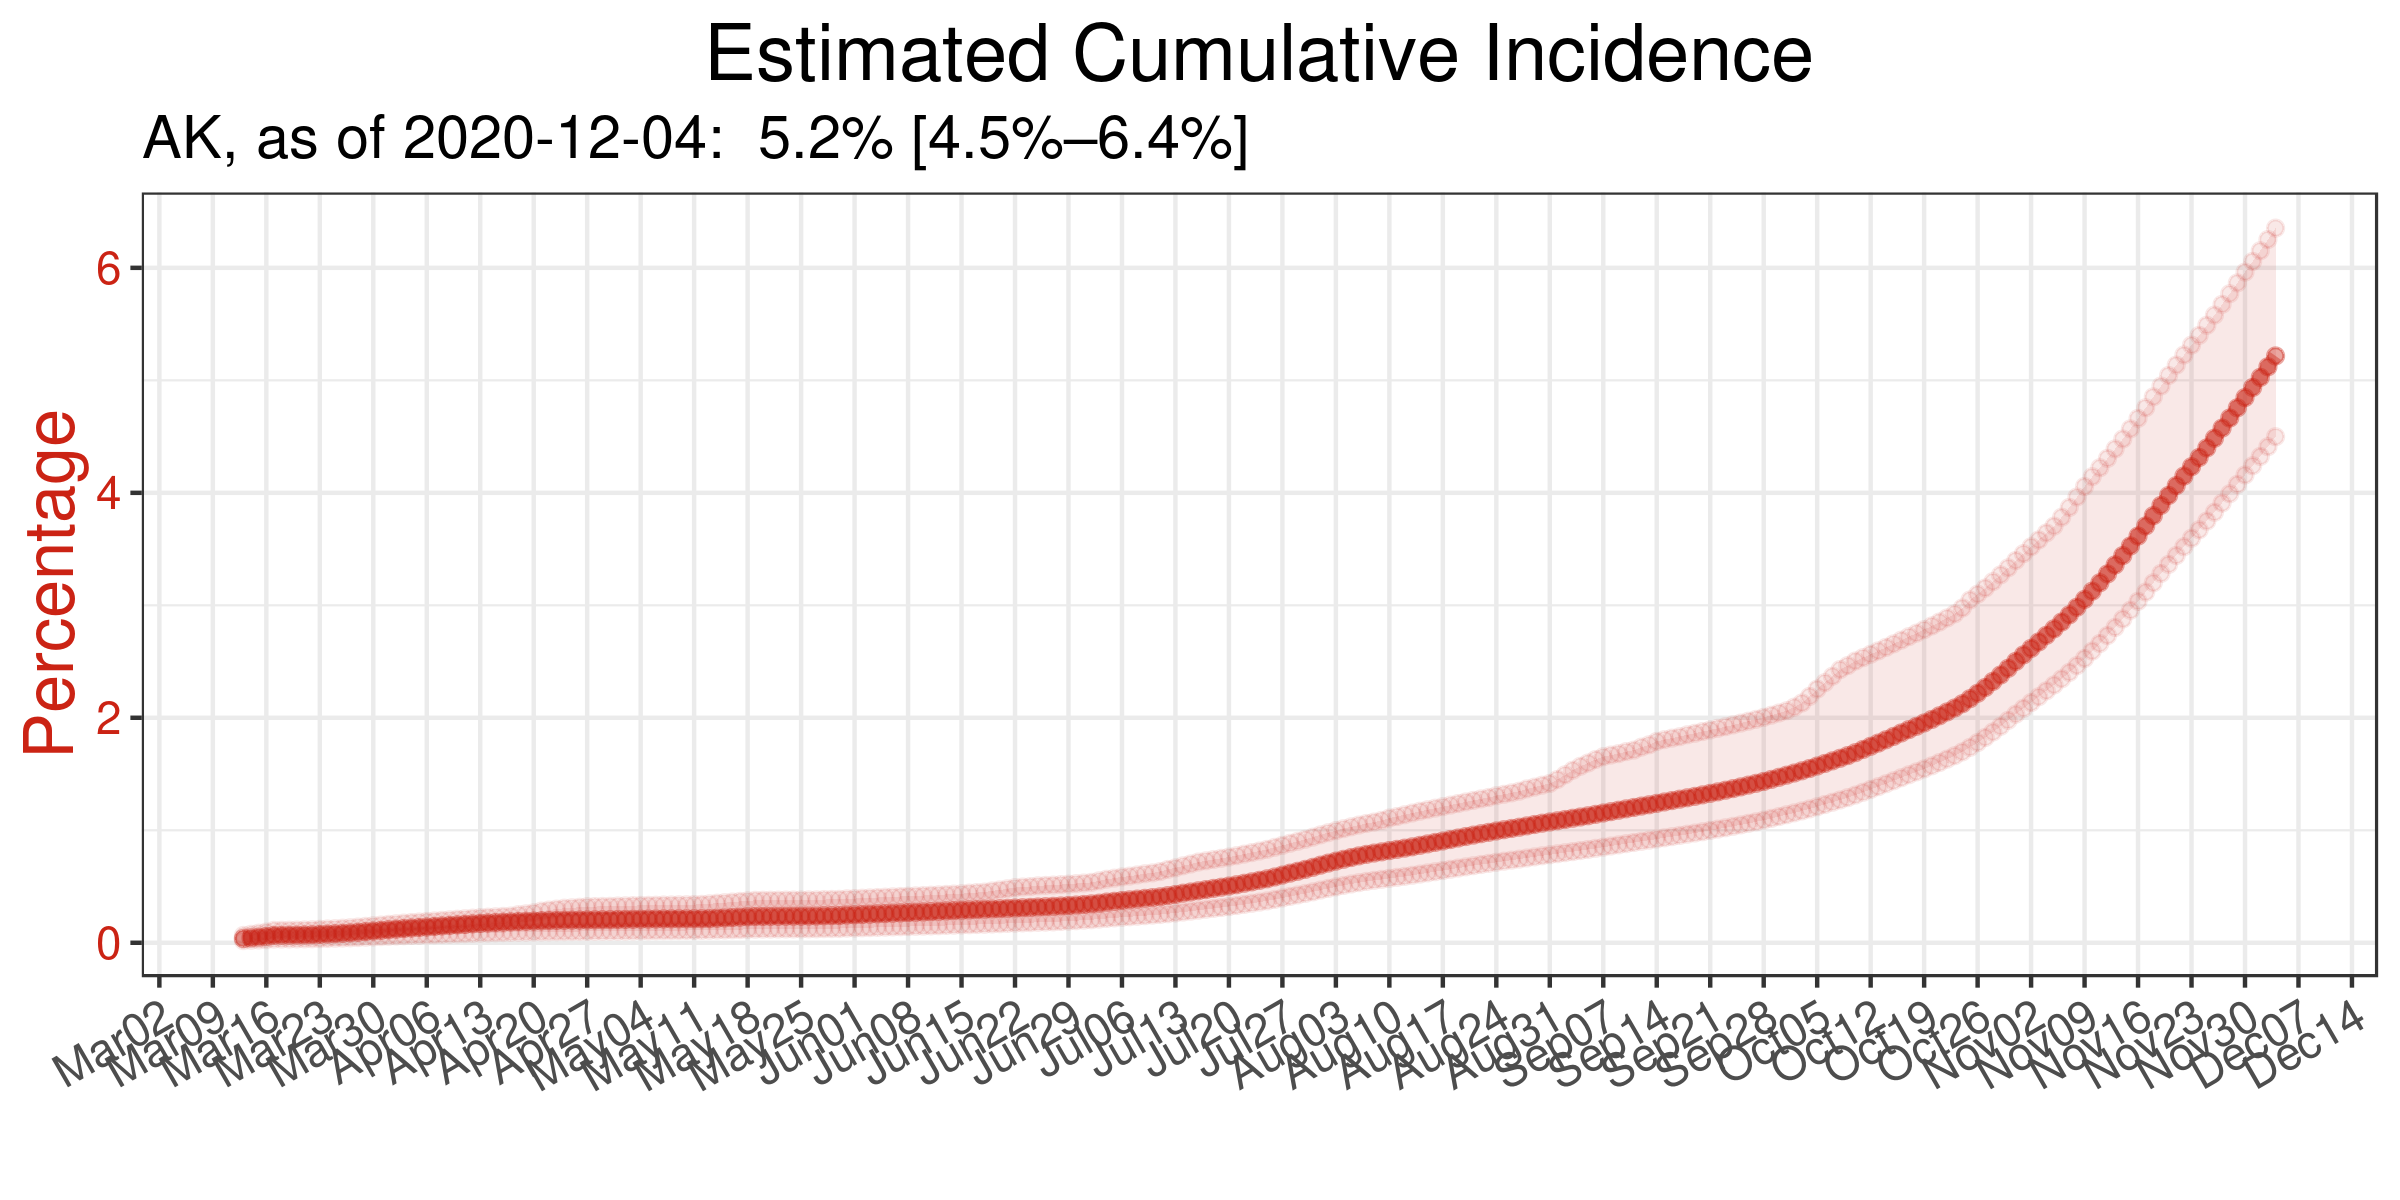 Estimated Cumulative Incidence
AK, as of 2020-12-04:  5.2% [4.5%–6.4%]
Percentage
6
4
2
0
Mar02
Mar09
Mar16
Mar23
Mar30
Apr06
Apr13
Apr20
Apr27
May04
May11
May18
May25
Jun01
Jun08
Jun15
Jun22
Jun29
Jul06
Jul13
Jul20
Jul27
Aug03
Aug10
Aug17
Aug24
Aug31
Sep07
Sep14
Sep21
Sep28
Oct05
Oct12
Oct19
Oct26
Nov02
Nov09
Nov16
Nov23
Nov30
Dec07
Dec14